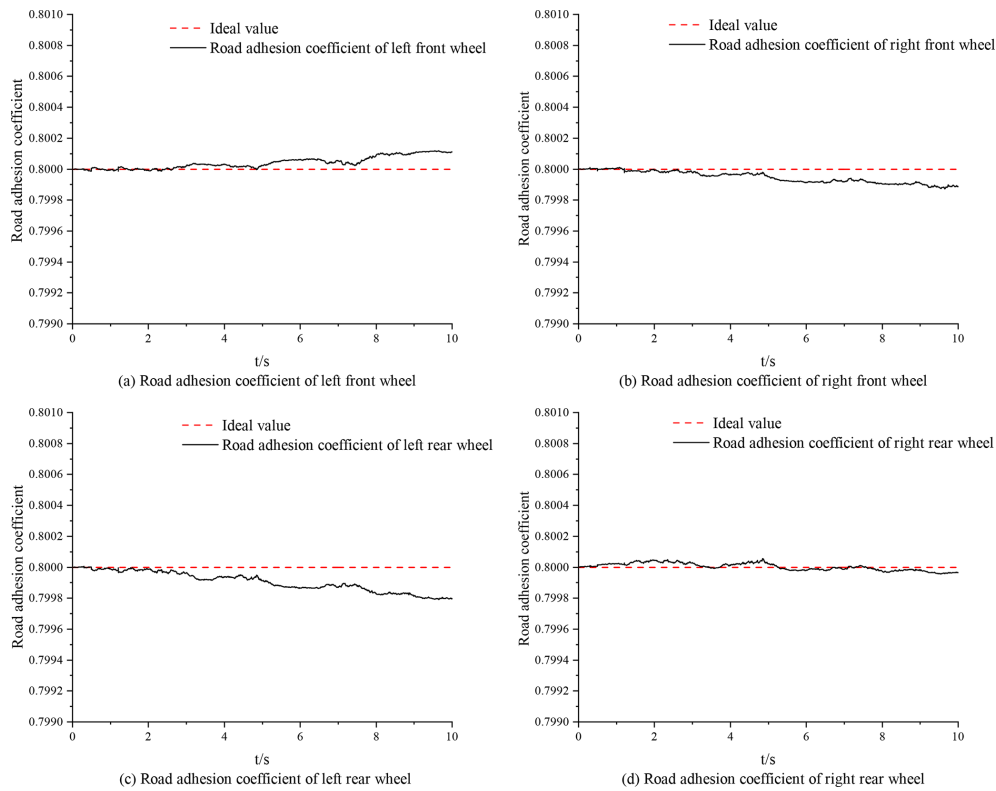 Ideal value
Road adhesion coefficient of left front wheel
Road adhesion coefficient
0.8010
0.8008
0.8006
0.8004
0.8002
0.8000
0.7998
0.7996
0.7994
0.7992
0.7990
0 2 4 6 8 10
t/s
(a) Road adhesion coefficient of left front wheel
Ideal value
Road adhesion coefficient of right front wheel
Road adhesion coefficient
0.8010
0.8008
0.8006
0.8004
0.8002
0.8000
0.7998
0.7996
0.7994
0.7992
0.7990
0 2 4 6 8 10
t/s
(b) Road adhesion coefficient of right front wheel
Ideal value
Road adhesion coefficient of left rear wheel
Road adhesion coefficient
0.8010
0.8008
0.8006
0.8004
0.8002
0.8000
0.7998
0.7996
0.7994
0.7992
0.7990
0 2 4 6 8 10
t/s
(c) Road adhesion coefficient of left rear wheel
Ideal value
Road adhesion coefficient of right rear wheel
Road adhesion coefficient
0.8010
0.8008
0.8006
0.8004
0.8002
0.8000
0.7998
0.7996
0.7994
0.7992
0.7990
0 2 4 6 8 10
t/s
(d) Road adhesion coefficient of right rear wheel